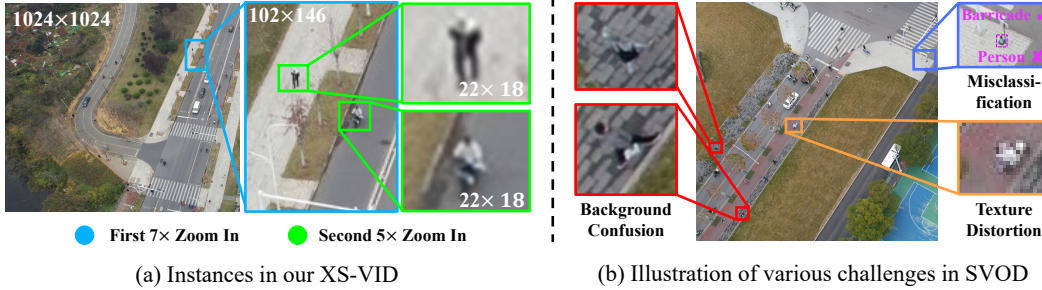 1024×1024
102×146
22× 18
22× 18
First 7× Zoom In
Second 5× Zoom In
(a) Instances in our XS-VID
Background
Confusion
Barricade
Person
Misclassi-
fication
Texture
Distortion
(b) Illustration of various challenges in SVOD